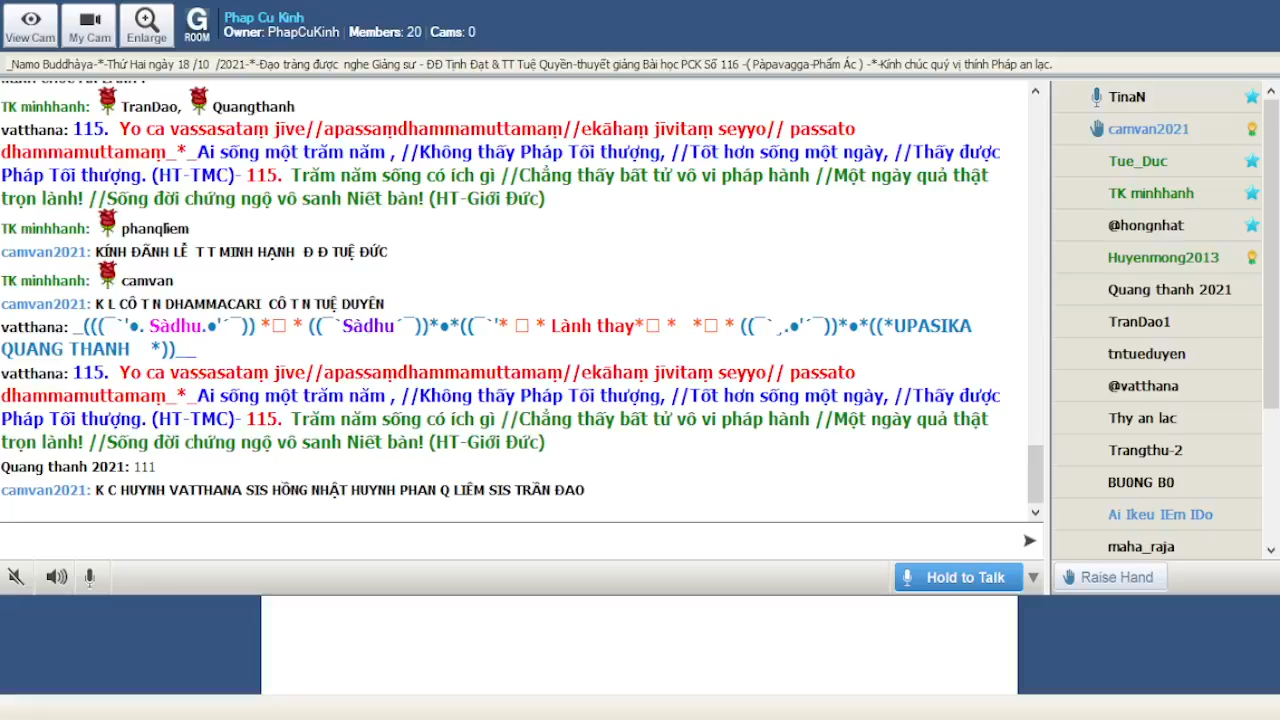 View Cam
My Cam
Enlarge
G
ROOM
Phap Cu Kinh
Owner: PhapCuKinh | Members: 20 | Cams: 0
_Namo Buddhàya-*-Thứ Hai ngày 18 /10 /2021-*-Đạo tràng được nghe Giảng sư - ĐĐ Tịnh Đạt & TT Tuệ Quyền-thuyết giảng Bài học PCK Số 116 -( Pàpavagga-Phẩm Ác ) -*-Kính chúc quý vị thính Pháp an lạc.
TK minhhanh: TranDao, Quangthanh
vatthana: 115. Yo ca vassasataṃ jīve//apassaṃdhammamuttamaṃ//ekāhaṃ jīvitaṃ seyyo// passato
dhammamuttamaṃ_*_Ai sống một trăm năm , //Không thấy Pháp Tối thượng, //Tốt hơn sống một ngày, //Thấy được
Pháp Tối thượng. (HT-TMC)- 115. Trăm năm sống có ích gì //Chẳng thấy bất tử vô vi pháp hành //Một ngày quả thật
trọn lành! //Sống đời chứng ngộ vô sanh Niết bàn! (HT-Giới Đức)
TK minhhanh: phanqliem
camvan2021: KÍNH ĐÃNH LỄ T T MINH HẠNH Đ Đ TUỆ ĐỨC
TK minhhanh: camvan
camvan2021: K L CÔ T N DHAMMACARI CÔ T N TUỆ DUYÊN
vatthana: _(((¯`'●. Sàdhu.●'´¯)) *□ * ((¯`Sàdhu´¯))*●*((¯`'* □ * Lành thay*□ * *□ * ((¯`¸.●'´¯))*●*((*UPASIKA
QUANG THANH *))__
vatthana: 115. Yo ca vassasataṃ jīve//apassaṃdhammamuttamaṃ//ekāhaṃ jīvitaṃ seyyo// passato
dhammamuttamaṃ_*_Ai sống một trăm năm , //Không thấy Pháp Tối thượng, //Tốt hơn sống một ngày, //Thấy được
Pháp Tối thượng. (HT-TMC)- 115. Trăm năm sống có ích gì //Chẳng thấy bất tử vô vi pháp hành //Một ngày quả thật
trọn lành! //Sống đời chứng ngộ vô sanh Niết bàn! (HT-Giới Đức)
Quang thanh 2021: 111
camvan2021: K C HUYNH VATTHANA SIS HỒNG NHẬT HUYNH PHAN Q LIÊM SIS TRẦN ĐAO
Hold to Talk
TinaN
camvan2021
Tue_Duc
TK minhhanh
@hongnhat
Huyenmong2013
Quang thanh 2021
TranDao1
tntueduyen
@vatthana
Thy an lac
Trangthu-2
BU0NG B0
Ai Ikeu IEm IDo
maha_raja
Raise Hand